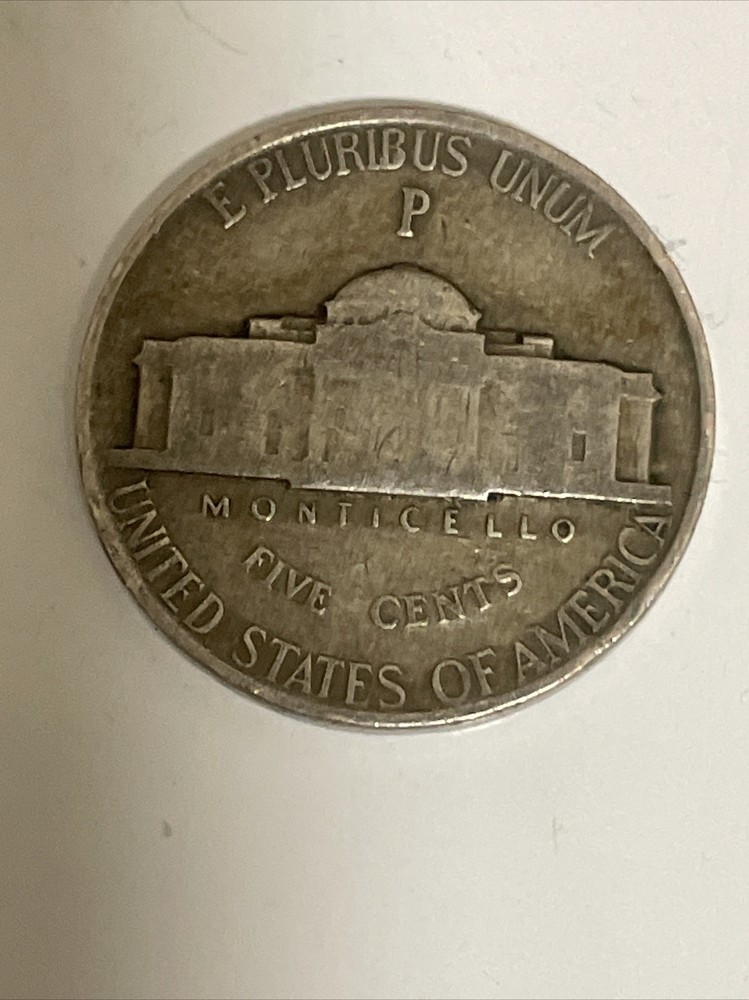 E PLURIBUS UNUM
P
MONTICELLO
FIVE CENTS
UNITED STATES OF AMERICA